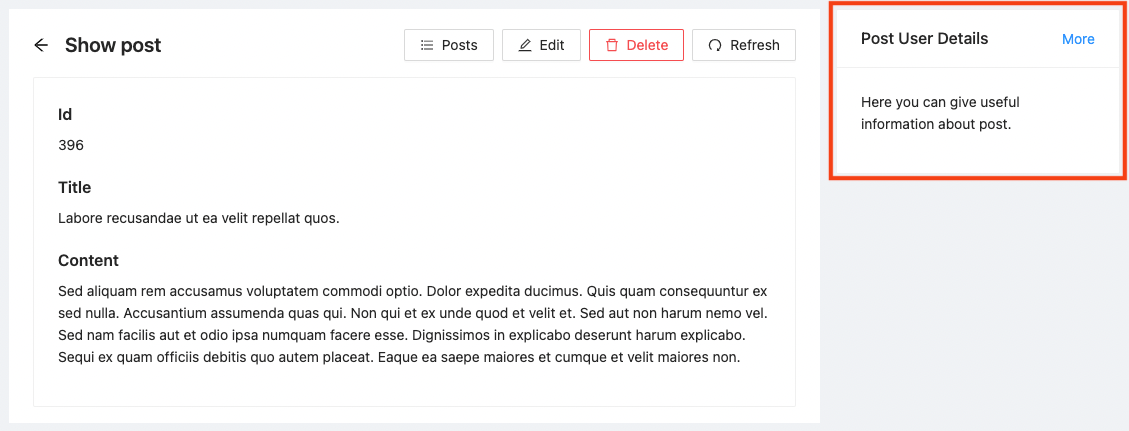 Show post
Posts
Edit
Delete
Refresh
Id
396
Title
Labore recusandae ut ea velit repellat quos.
Content
Sed aliquam rem accusamus voluptatem commodi optio. Dolor expedita ducimus. Quis quam consequuntur ex
sed nulla. Accusantium assumenda quas qui. Non qui et ex unde quod et velit et. Sed aut non harum nemo vel.
Sed nam facilis aut et odio ipsa numquam facere esse. Dignissimos in explicabo deserunt harum explicabo.
Sequi ex quam officiis debitis quo autem placeat. Eaque ea saepe maiores et cumque et velit maiores non.
Post User Details
More
Here you can give useful
information about post.